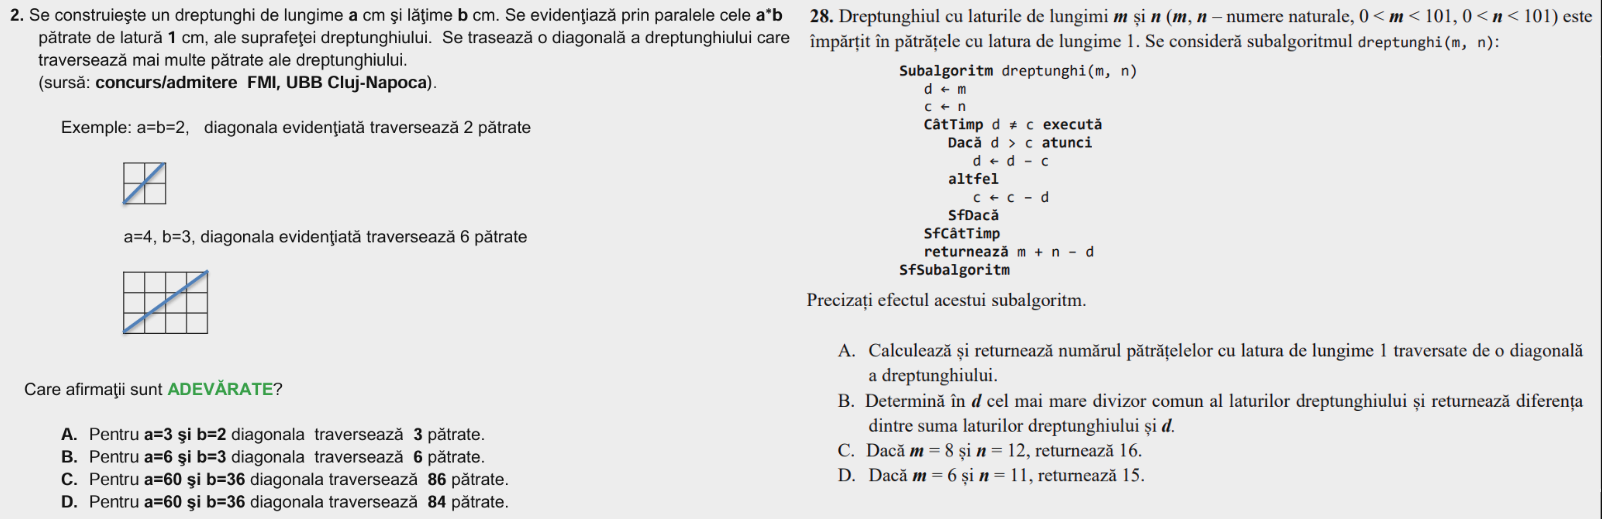 2. Se construieşte un dreptunghi de lungime a cm şi lăţime b cm. Se evidenţiază prin paralele cele a*b
pătrate de latură 1 cm, ale suprafeţei dreptunghiului. Se trasează o diagonală a dreptunghiului care
traversează mai multe pătrate ale dreptunghiului.
(sursă: concurs/admitere FMI, UBB Cluj-Napoca).
Exemple: a=b=2, diagonala evidenţiată traversează 2 pătrate
a=4, b=3, diagonala evidenţiată traversează 6 pătrate
Care afirmaţii sunt ADEVĂRATE?
A. Pentru a=3 şi b=2 diagonala traversează 3 pătrate.
B. Pentru a=6 şi b=3 diagonala traversează 6 pătrate.
C. Pentru a=60 şi b=36 diagonala traversează 86 pătrate.
D. Pentru a=60 şi b=36 diagonala traversează 84 pătrate.
28. Dreptunghiul cu laturile de lungimi m și n (m, n – numere naturale, 0 < m < 101, 0 < n < 101) este
împărțit în pătrățele cu latura de lungime 1. Se consideră subalgoritmul dreptunghi(m, n):
Subalgoritm dreptunghi(m, n)
d ← m
c ← n
CâtTimp d ≠ c execută
Dacă d > c atunci
d ← d - c
altfel
c ← c - d
SfDacă
SfCâtTimp
returnează m + n - d
SfSubalgoritm
Precizați efectul acestui subalgoritm.
A. Calculează și returnează numărul pătrățelelor cu latura de lungime 1 traversate de o diagonală
a dreptunghiului.
B. Determină în d cel mai mare divizor comun al laturilor dreptunghiului și returnează diferența
dintre suma laturilor dreptunghiului și d.
C. Dacă m = 8 și n = 12, returnează 16.
D. Dacă m = 6 și n = 11, returnează 15.